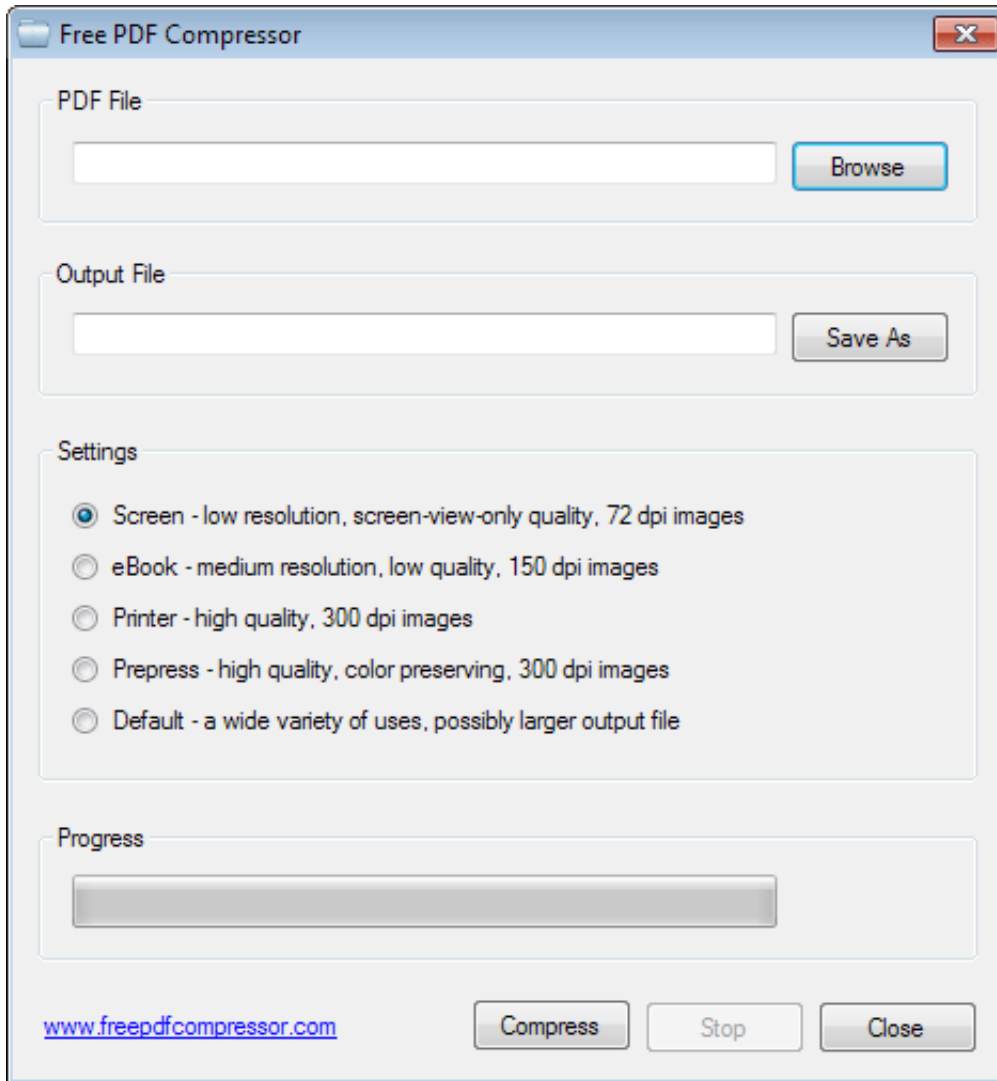 Free PDF Compressor
PDF File
Browse
Output File
Save As
Settings
Screen - low resolution, screen-view-only quality, 72 dpi images
eBook - medium resolution, low quality, 150 dpi images
Printer - high quality, 300 dpi images
Prepress - high quality, color preserving, 300 dpi images
Default - a wide variety of uses, possibly larger output file
Progress
www.freepdfcompressor.com Compress Stop Close